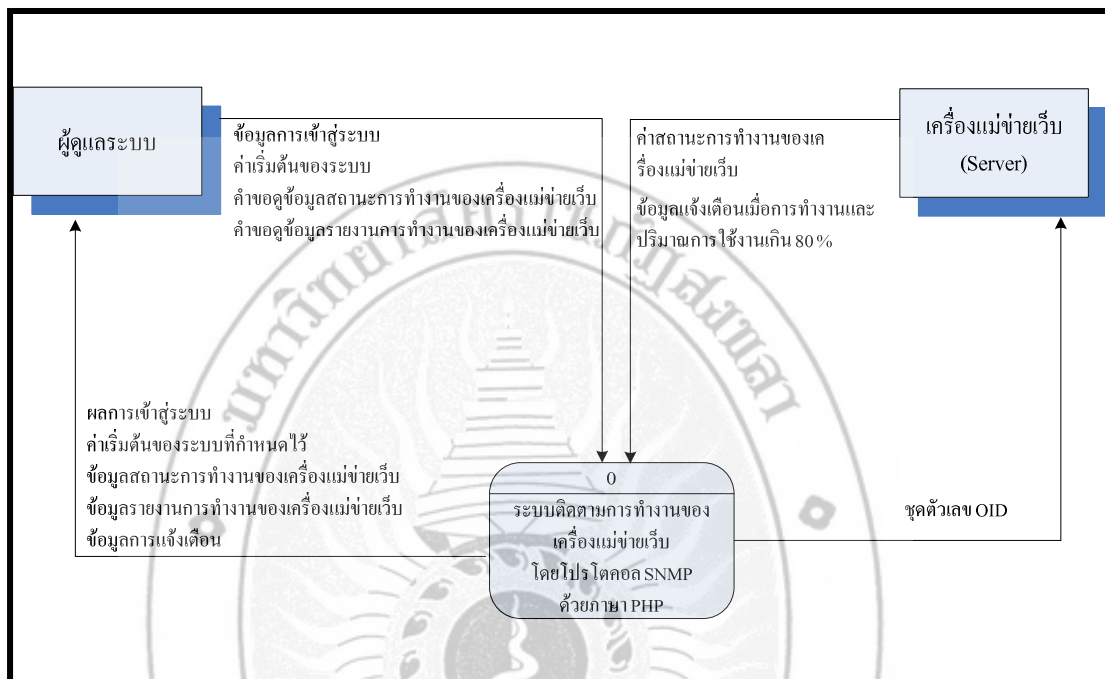 ผู้ดูแลระบบ
ข้อมูลการเข้าสู่ระบบ
ค่าเริ่มต้นของระบบ
คำขอดูข้อมูลสถานะการทำงานของเครื่องแม่ข่ายเว็บ
คำขอดูข้อมูลรายงานการทำงานของเครื่องแม่ข่ายเว็บ
ค่าสถานะการทำงานของเค
รื่องแม่ข่ายเว็บ
ข้อมูลแจ้งเตือนเมื่อการทำงานและ
ปริมาณการใช้งานเกิน 80%
เครื่องแม่ข่ายเว็บ
(Server)
มหาวิทยาลัยราชภัฏสงขลา
ผลการเข้าสู่ระบบ
ค่าเริ่มต้นของระบบที่กำหนดไว้
ข้อมูลสถานะการทำงานของเครื่องแม่ข่ายเว็บ
ข้อมูลรายงานการทำงานของเครื่องแม่ข่ายเว็บ
ข้อมูลการแจ้งเตือน
0
ระบบติดตามการทำงานของ
เครื่องแม่ข่ายเว็บ
โดยโปรโตคอล SNMP
ด้วยภาษา PHP
ชุดตัวเลข OID